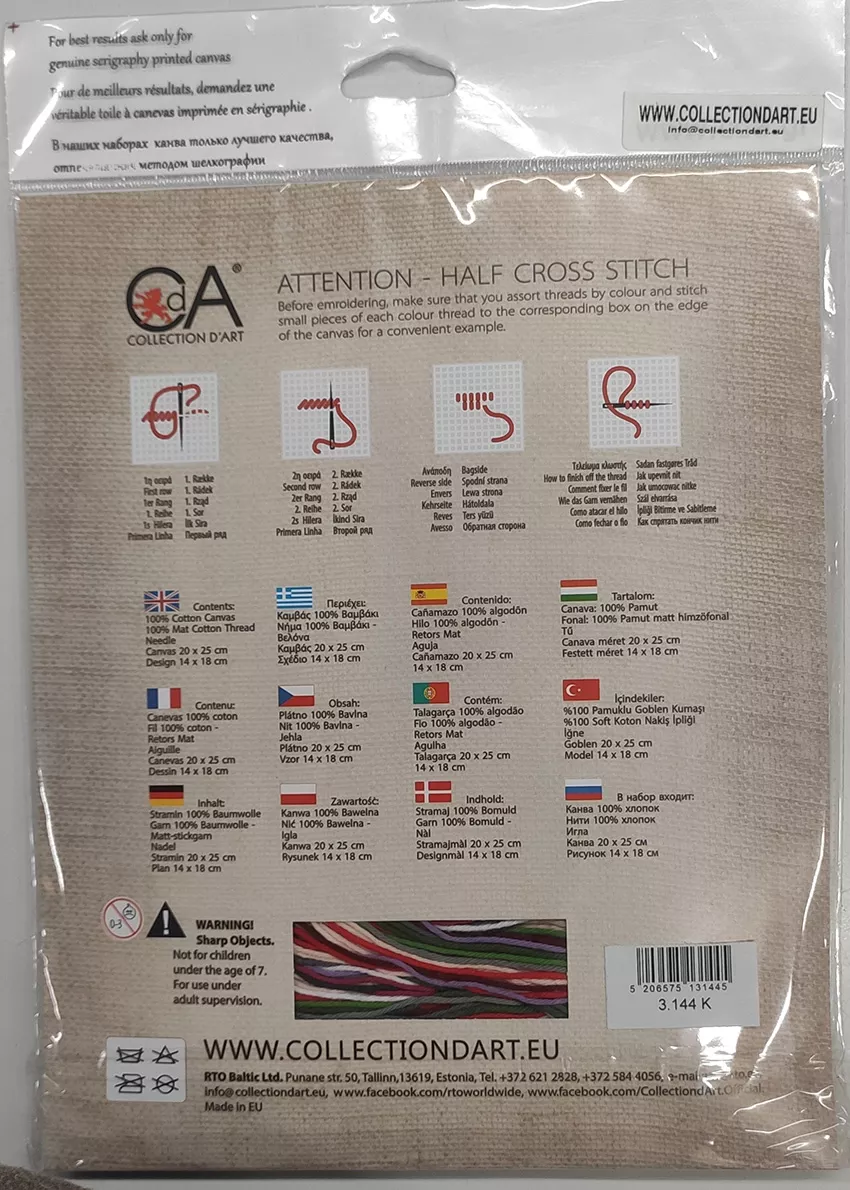 For best results ask only for
genuine serigraphy printed canvas
Pour de meilleurs résultats, demandez une
véritable toile à canevas imprimée en sérigraphie .
В наших наборах канва только лучшего качества,
методом шелкографии
WWW.COLLECTIONDART.EU
info@collectiondart.eu
CdA®
COLLECTION D'ART
ATTENTION - HALF CROSS STITCH
Before emroldering, make sure that you assort threads by colour and stitch
small pieces of each colour thread to the corresponding box on the edge
of the canvas for a convenient example.
1η σειρά 1. Række
First row 1. Rádek
1er Rang 1. Rząd
1. Reihe 1. Sor
1s Hilera İlk Sira
Primera Linha Первый ряд
2η σειρά 2. Række
Second row 2. Rádek
2er Rang 2. Rząd
2. Reihe 2. Sor
2s Hilera İkinci Sira
Primera Linha Второй ряд
Ανάποδη Bagside
Reverse side Spodní strana
Envers Lewa strona
Kehrseite Hátoldala
Reves Ters yüzü
Avesso Обратная сторона
Τελείωμα κλωστής Sadan fastgøres Tråd
How to finish off the thread Jak upevnit nit
Comment fixer le fil Jak umocowac nitke
Wie das Garn vernähen Szál elvarrása
Como atacar el hilo İpliği Bitirme ve Sabitleme
Como fechar o fio Как спрятать кончик нити
Contents:
100% Cotton Canvas
100% Mat Cotton Thread
Needle
Canvas 20 x 25 cm
Design 14 x 18 cm
Περιέχει:
Καμβάς 100% Βαμβάκι
Νήμα 100% Βαμβάκι -
Βελόνα
Καμβάς 20 x 25 cm
Σχέδιο 14 x 18 cm
Contenido:
Cañamazo 100% algodón
Hilo 100% algodón -
Retors Mat
Aguja
Cañamazo 20 x 25 cm
14 x 18 cm
Tartalom:
Canava: 100% Pamut
Fonal: 100% Pamut matt himzőfonal
Tű
Canava méret 20 x 25 cm
Festett méret 14 x 18 cm
Contenu:
Canevas 100% coton
Fil 100% coton -
Retors Mat
Aiguille
Canevas 20 x 25 cm
Dessin 14 x 18 cm
Obsah:
Plátno 100% Bavlna
Nit 100% Bavlna -
Jehla
Plátno 20 x 25 cm
Vzor 14 x 18 cm
Contém:
Talagarça 100% algodão
Fio 100% algodão -
Retors Mat
Agulha
Talagarça 20 x 25 cm
14 x 18 cm
İçindekiler:
%100 Pamuklu Goblen Kumaşı
%100 Soft Koton Nakiş İpliği
Iğne
Goblen 20 x 25 cm
Model 14 x 18 cm
Inhalt:
Stramin 100% Baumwolle
Garn 100% Baumwolle -
Matt-stickgarn
Nadel
Stramin 20 x 25 cm
Plan 14 x 18 cm
Zawartość:
Kanwa 100% Bawelna
Nić 100% Bawelna -
Igla
Kanwa 20 x 25 cm
Rysunek 14 x 18 cm
Indhold:
Stramaj 100% Bomuld
Garn 100% Bomuld -
Nàl
Stramajmàl 20 x 25 cm
Designmàl 14 x 18 cm
В набор входит:
Канва 100% хлопок
Нити 100% хлопок
Игла
Канва 20 x 25 см
Рисунок 14 x 18 см
0-3
WARNING!
Sharp Objects.
Not for children
under the age of 7.
For use under
adult supervision.
5 206575 131445
3.144 K
WWW.COLLECTIONDART.EU
RTO Baltic Ltd. Punane str. 50, Tallinn,13619, Estonia, Tel. +372 621 2828, +372 584 4056, e-mail:
info@collectiondart.eu, www.facebook.com/rtoworldwide, www.facebook.com/CollectionDArt.Official.
Made in EU